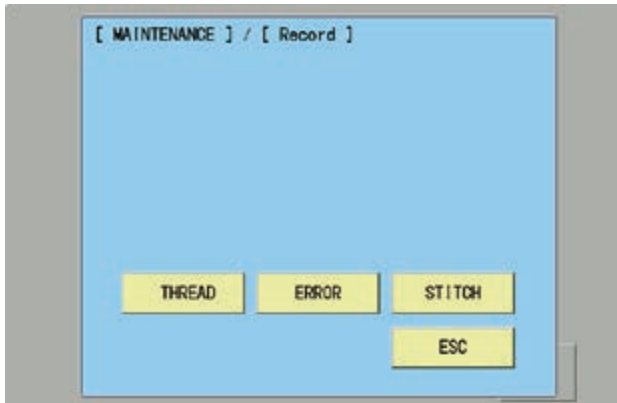 [ MAINTENANCE ] / [ Record ]
THREAD ERROR STITCH
ESC